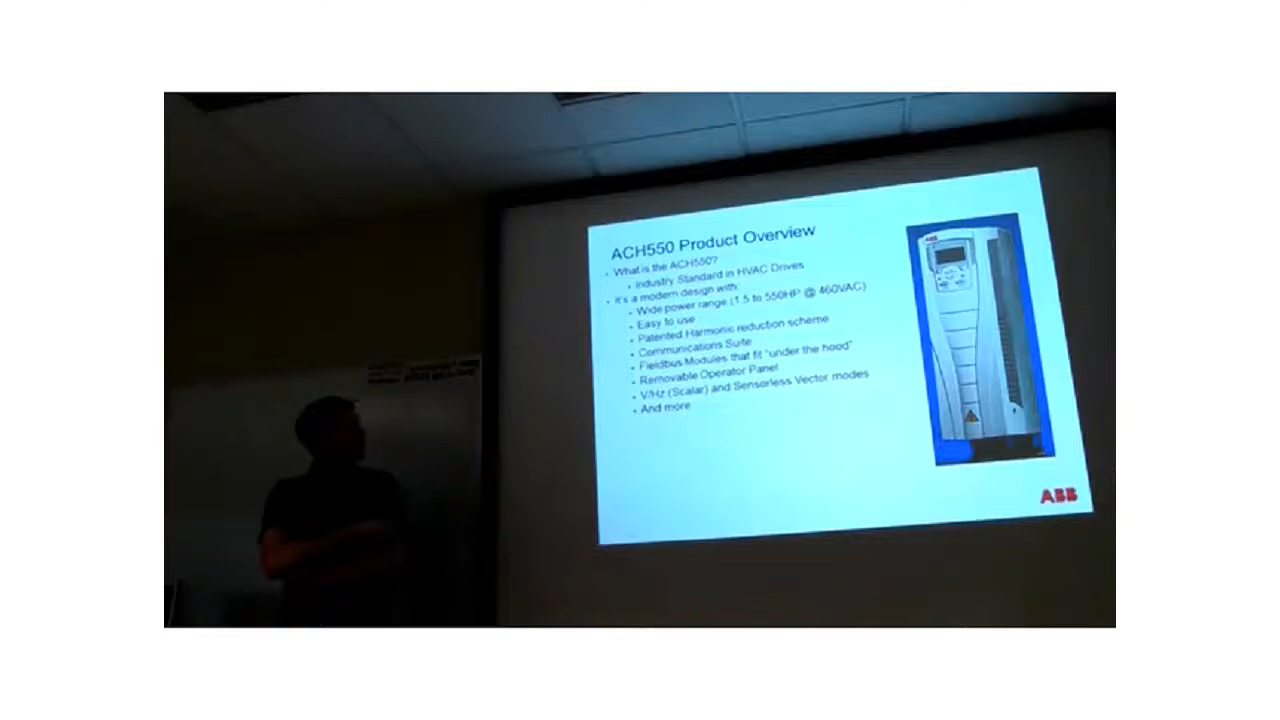 ACH550 Product Overview
• What is the ACH550?
• Industry Standard in HVAC Drives
• It's a modern design with:
• Wide power range (1.5 to 550HP @ 460VAC)
• Easy to use
• Patented Harmonic reduction scheme
• Communications Suite
• Fieldbus Modules that fit "under the hood"
• Removable Operator Panel
• V/Hz (Scalar) and Sensorless Vector modes
• And more
ABB
ABB